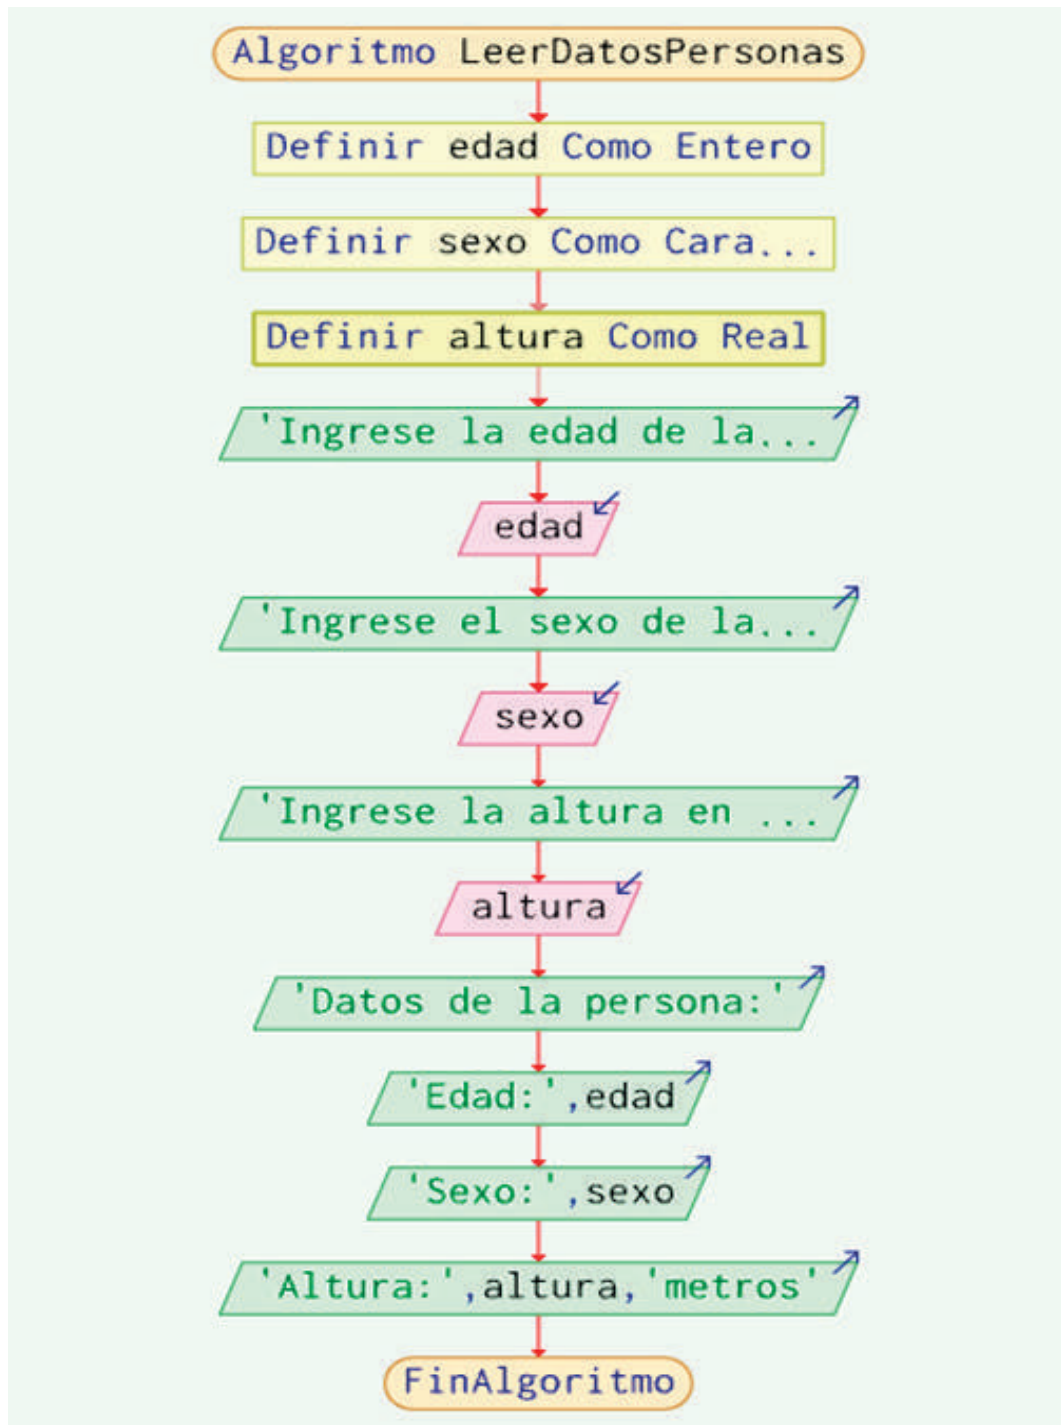 Algoritmo LeerDatosPersonas
Definir edad Como Entero
Definir sexo Como Cara...
Definir altura Como Real
'Ingrese la edad de la...
edad
'Ingrese el sexo de la...
sexo
'Ingrese la altura en ...
altura
'Datos de la persona:'
'Edad:',edad
'Sexo:',sexo
'Altura:',altura,'metros'
FinAlgoritmo